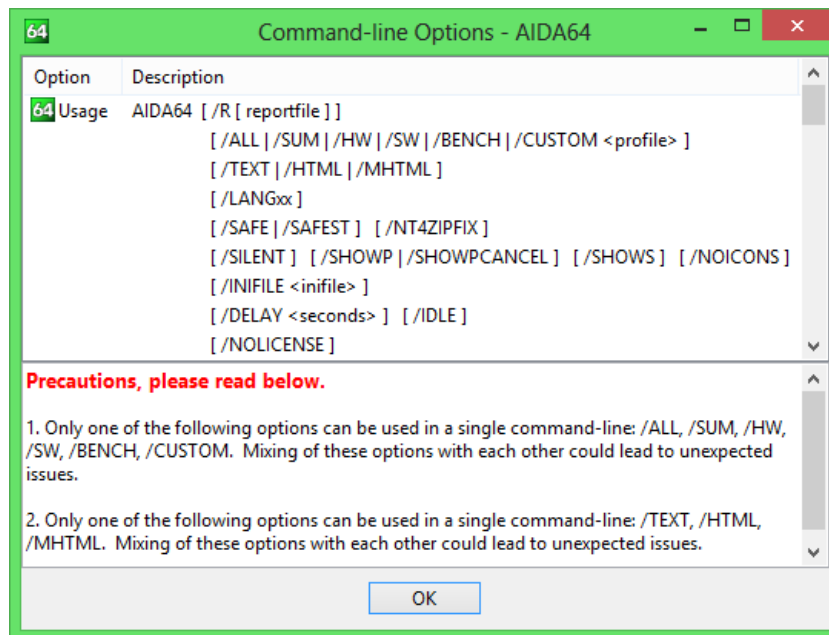 64
Command-line Options - AIDA64
Option Description
64 Usage AIDA64 [ /R [ reportfile ] ]
[ /ALL | /SUM | /HW | /SW | /BENCH | /CUSTOM <profile> ]
[ /TEXT | /HTML | /MHTML ]
[ /LANGxx ]
[ /SAFE | /SAFEST ] [ /NT4ZIPFIX ]
[ /SILENT ] [ /SHOWP | /SHOWPCANCEL ] [ /SHOWS ] [ /NOICONS ]
[ /INIFILE <inifile> ]
[ /DELAY <seconds> ] [ /IDLE ]
[ /NOLICENSE ]
Precautions, please read below.
1. Only one of the following options can be used in a single command-line: /ALL, /SUM, /HW,
/SW, /BENCH, /CUSTOM. Mixing of these options with each other could lead to unexpected
issues.
2. Only one of the following options can be used in a single command-line: /TEXT, /HTML,
/MHTML. Mixing of these options with each other could lead to unexpected issues.
OK